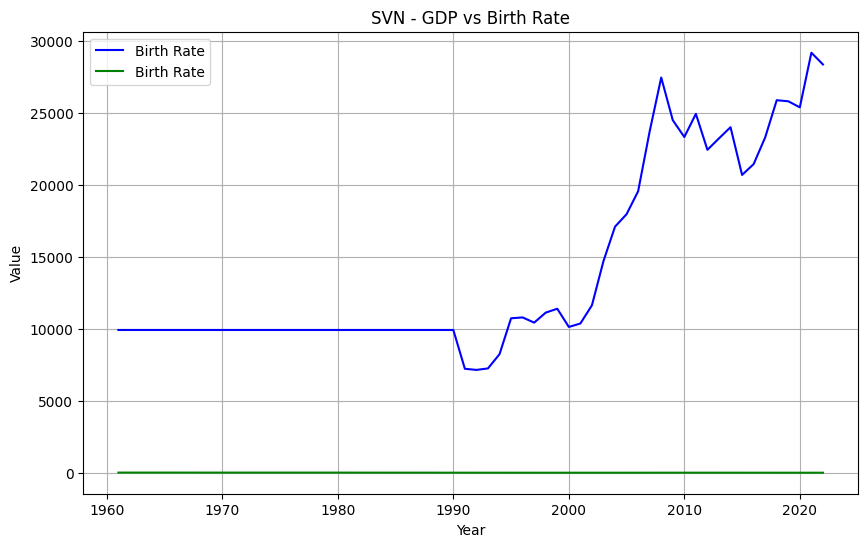 SVN - GDP vs Birth Rate
Birth Rate
Birth Rate
30000
25000
20000
15000
10000
5000
0
Value
1960 1970 1980 1990 2000 2010 2020
Year